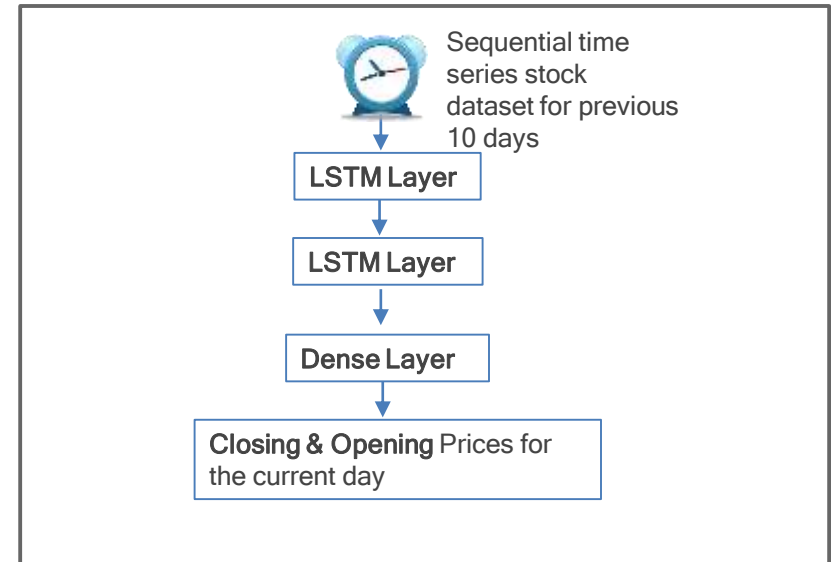 Sequential time
series stock
dataset for previous
10 days
LSTM Layer
LSTM Layer
Dense Layer
Closing & Opening Prices for
the current day